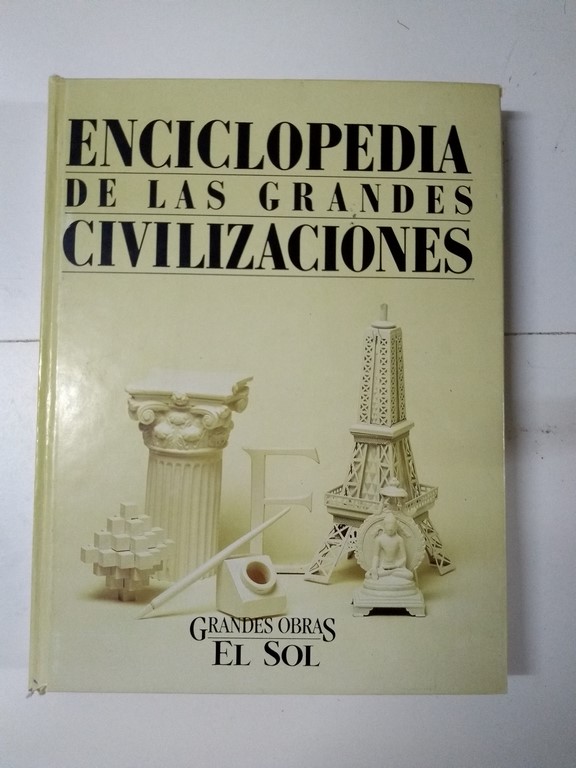 ENCICLOPEDIA
DE LAS GRANDES
CIVILIZACIONES
E
GRANDES OBRAS
EL SOL